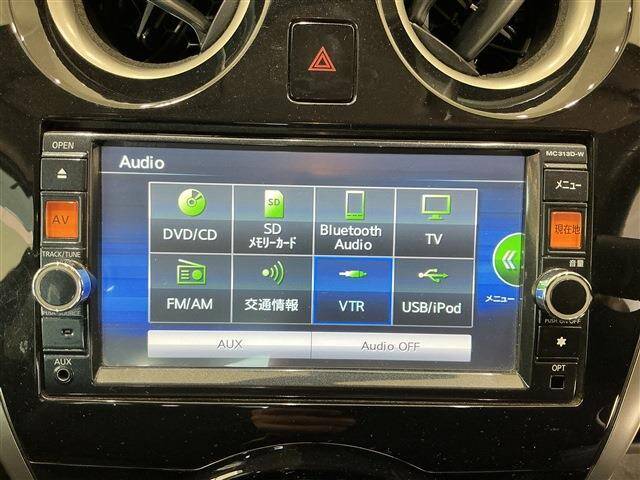 OPEN
MC313D-W
Audio
メニュー
AV
DVD/CD
SD
メモリーカード
Bluetooth
Audio
TV
現在地
TRACK/TUNE
音量
FM/AM
交通情報
VTR
USB/iPod
メニュー
PUSH SOURCE
PUSH ON·OFF
AUX
Audio OFF
AUX
OPT